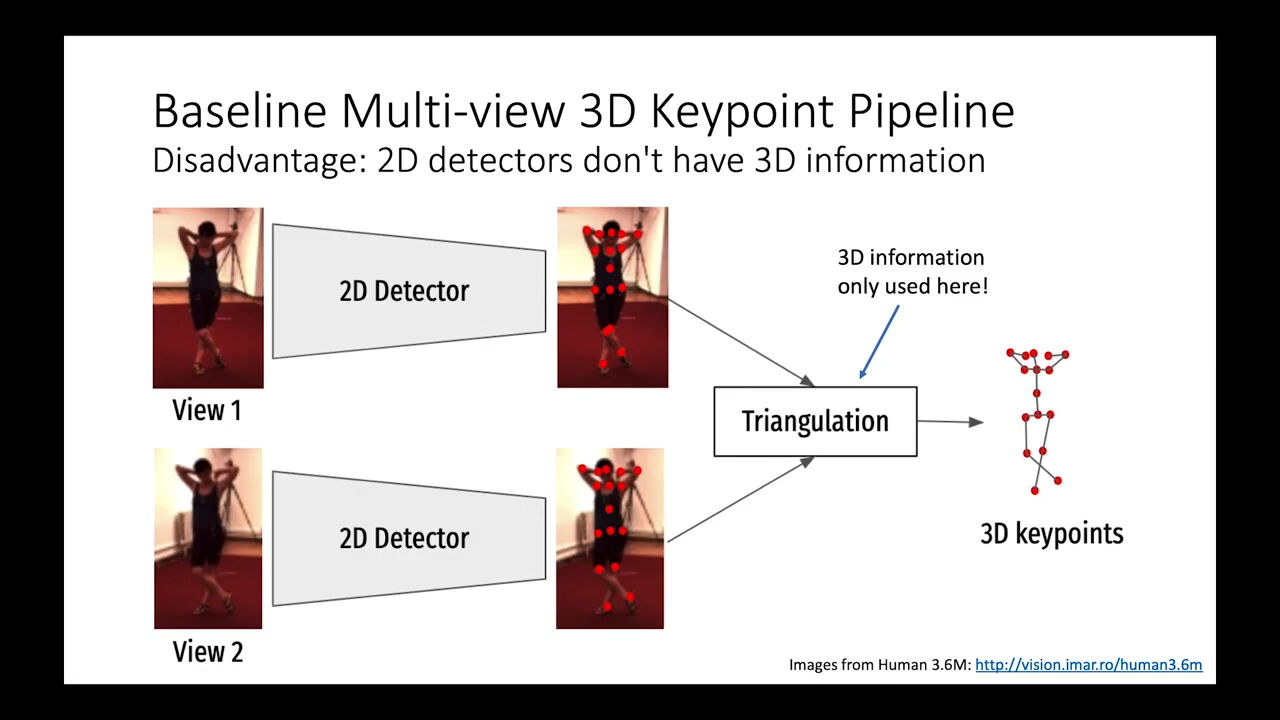 Baseline Multi-view 3D Keypoint Pipeline
Disadvantage: 2D detectors don't have 3D information
2D Detector
View 1
3D information
only used here!
Triangulation
2D Detector
View 2
3D keypoints
Images from Human 3.6M: http://vision.imar.ro/human3.6m